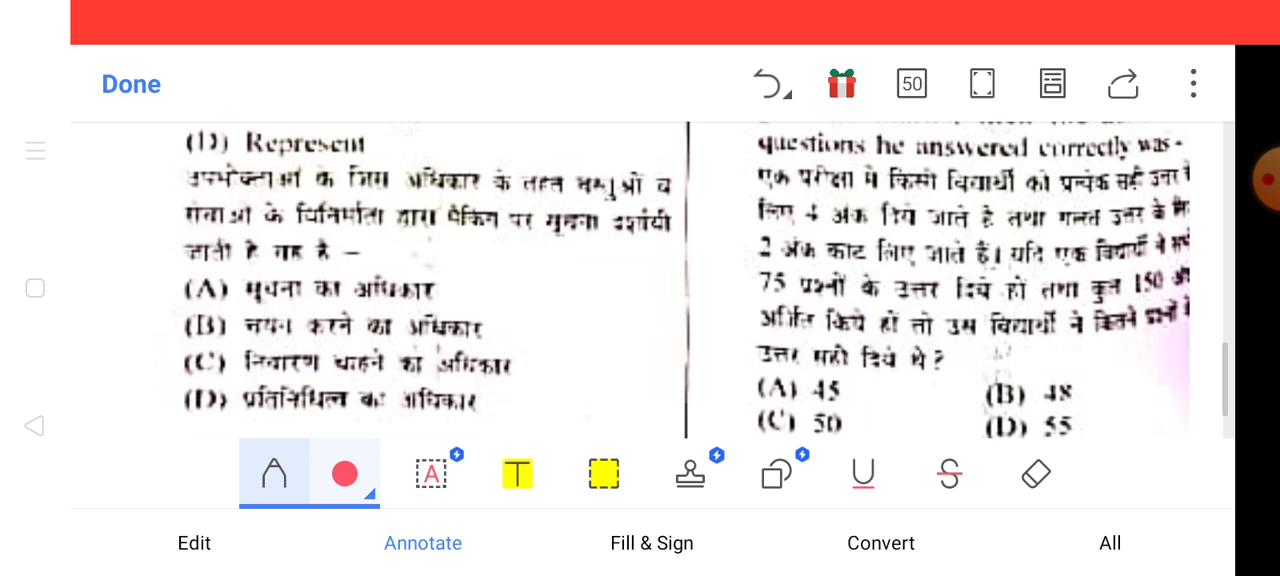 Done
50
(D) Represent
उपभोक्ताओं के जिस अधिकार के तहत वस्तुओं व
सेवाओं के विनिर्माता द्वारा पैकिंग पर सूचना दर्शायी
जाती है वह है –
(A) सूचना का अधिकार
(B) चयन करने का अधिकार
(C) निवारण चाहने का अधिकार
(D) प्रतिनिधित्व का अधिकार
questions he answered correctly was -
एक परीक्षा में किसी विद्यार्थी को प्रत्येक सही उत्तर के
लिए 4 अंक दिये जाते है तथा गलत उत्तर के
2 अंक काट लिए जाते हैं। यदि एक विद्यार्थी ने सभी
75 प्रश्नों के उत्तर दिये हों तथा कुल 150
अर्जित किये हों तो उस विद्यार्थी ने कितने प्रश्नों के
उत्तर सही दिये थे?
(A) 45 (B) 48
(C) 50 (D) 55
A
T
U
S
Edit Annotate Fill & Sign Convert All